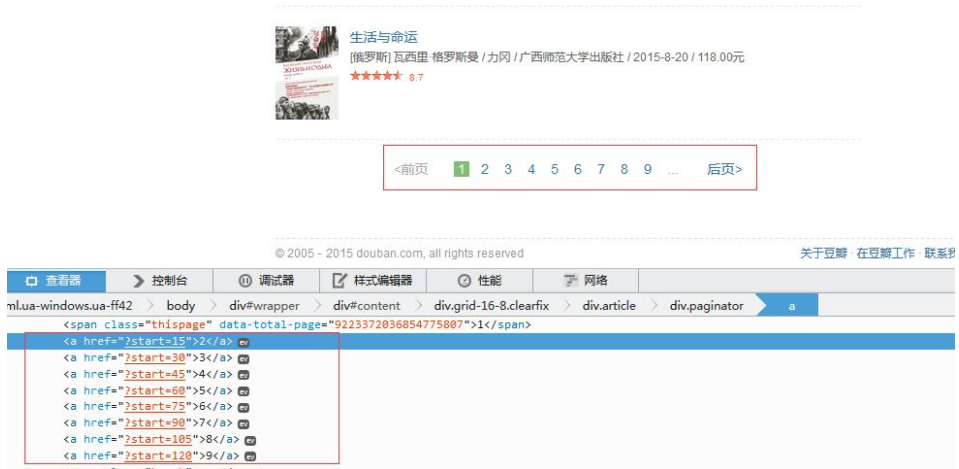 生活与命运
[俄罗斯] 瓦西里·格罗斯曼 / 力冈 / 广西师范大学出版社 / 2015-8-20 / 118.00元
8.7
<前页 1 2 3 4 5 6 7 8 9 ... 后页>
© 2005 - 2015 douban.com, all rights reserved 关于豆瓣 · 在豆瓣工作 · 联系我
查看器 控制台 调试器 样式编辑器 性能 网络
ml.ua-windows.ua-ff42 body div#wrapper div#content div.grid-16-8.clearfix div.article div.paginator a
<span class="thispage" data-total-page="9223372036854775807">1</span>
<a href="?start=15">2</a> ev
<a href="?start=30">3</a> ev
<a href="?start=45">4</a> ev
<a href="?start=60">5</a> ev
<a href="?start=75">6</a> ev
<a href="?start=90">7</a> ev
<a href="?start=105">8</a> ev
<a href="?start=120">9</a> ev